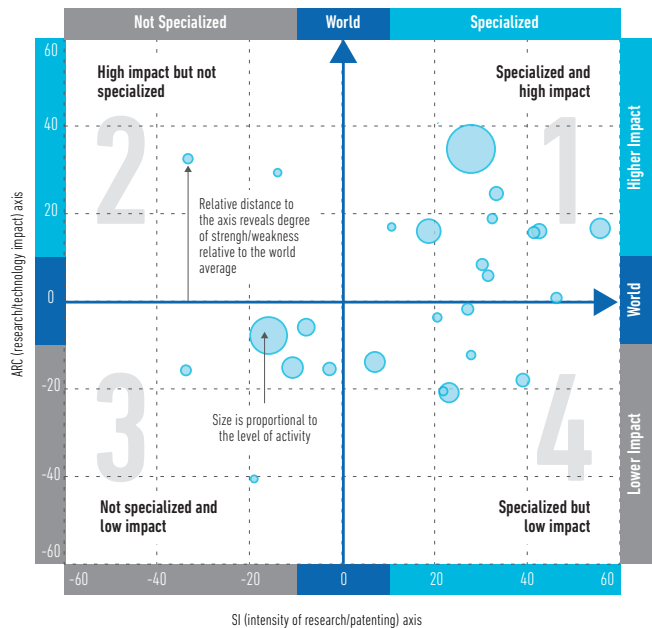 Not Specialized
World
Specialized
60
High impact but not
specialized
Specialized and
high impact
40
2
1
Higher Impact
Relative distance to
the axis reveals degree
of strengh/weakness
relative to the world
average
20
ARC (research/technology impact) axis
0
World
-20
3
4
Size is proportional to
the level of activity
Lower Impact
-40
Not specialized and
low impact
Specialized but
low impact
-60
-60
-40
-20
0
20
40
60
SI (intensity of research/patenting) axis